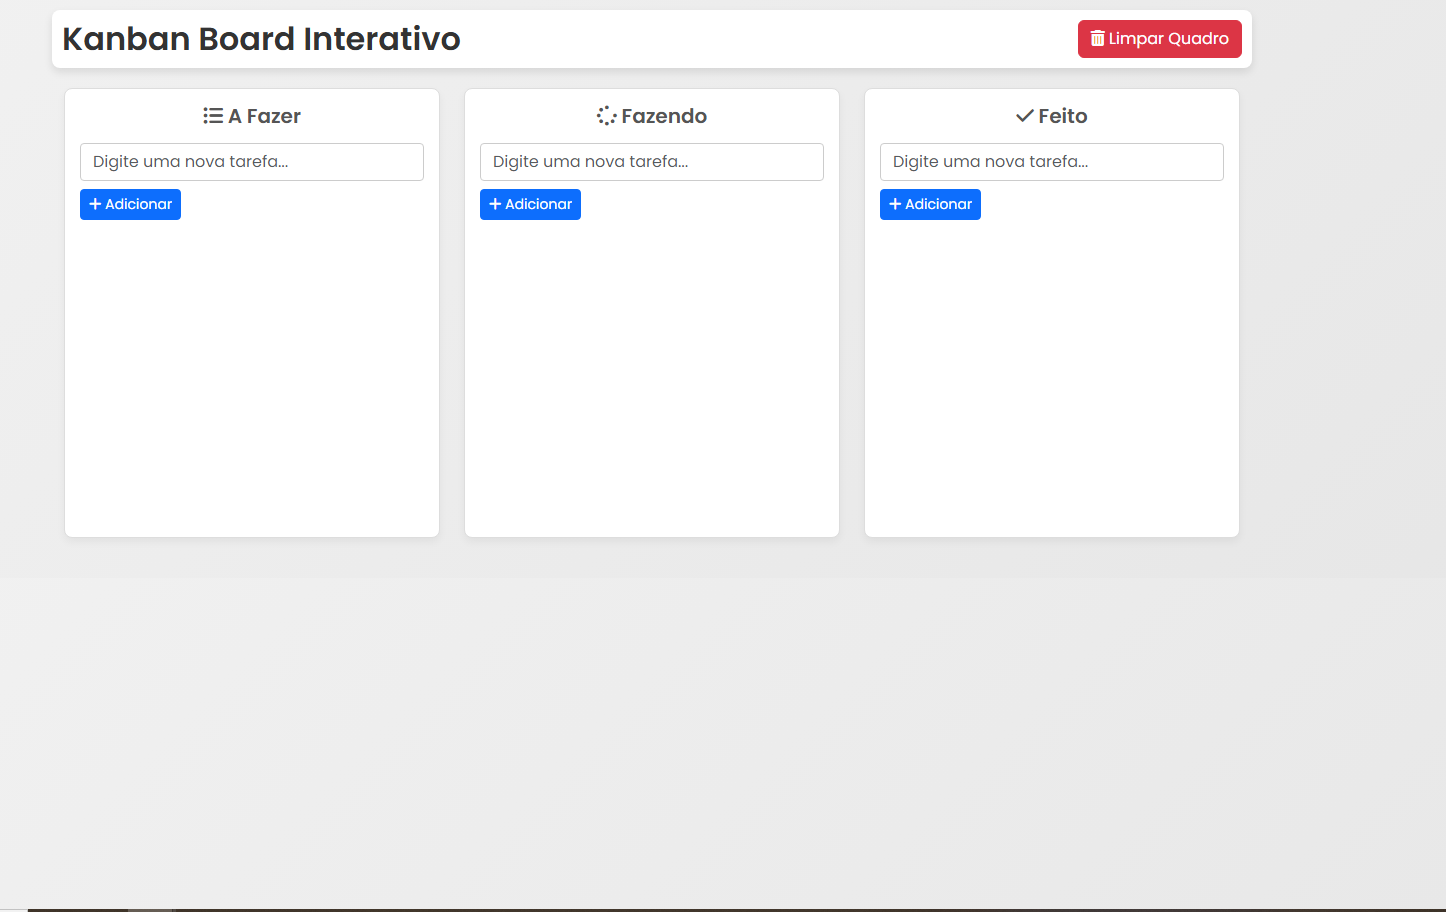 Kanban Board Interativo
Limpar Quadro
A Fazer
Digite uma nova tarefa...
Adicionar
Fazendo
Digite uma nova tarefa...
Adicionar
Feito
Digite uma nova tarefa...
Adicionar